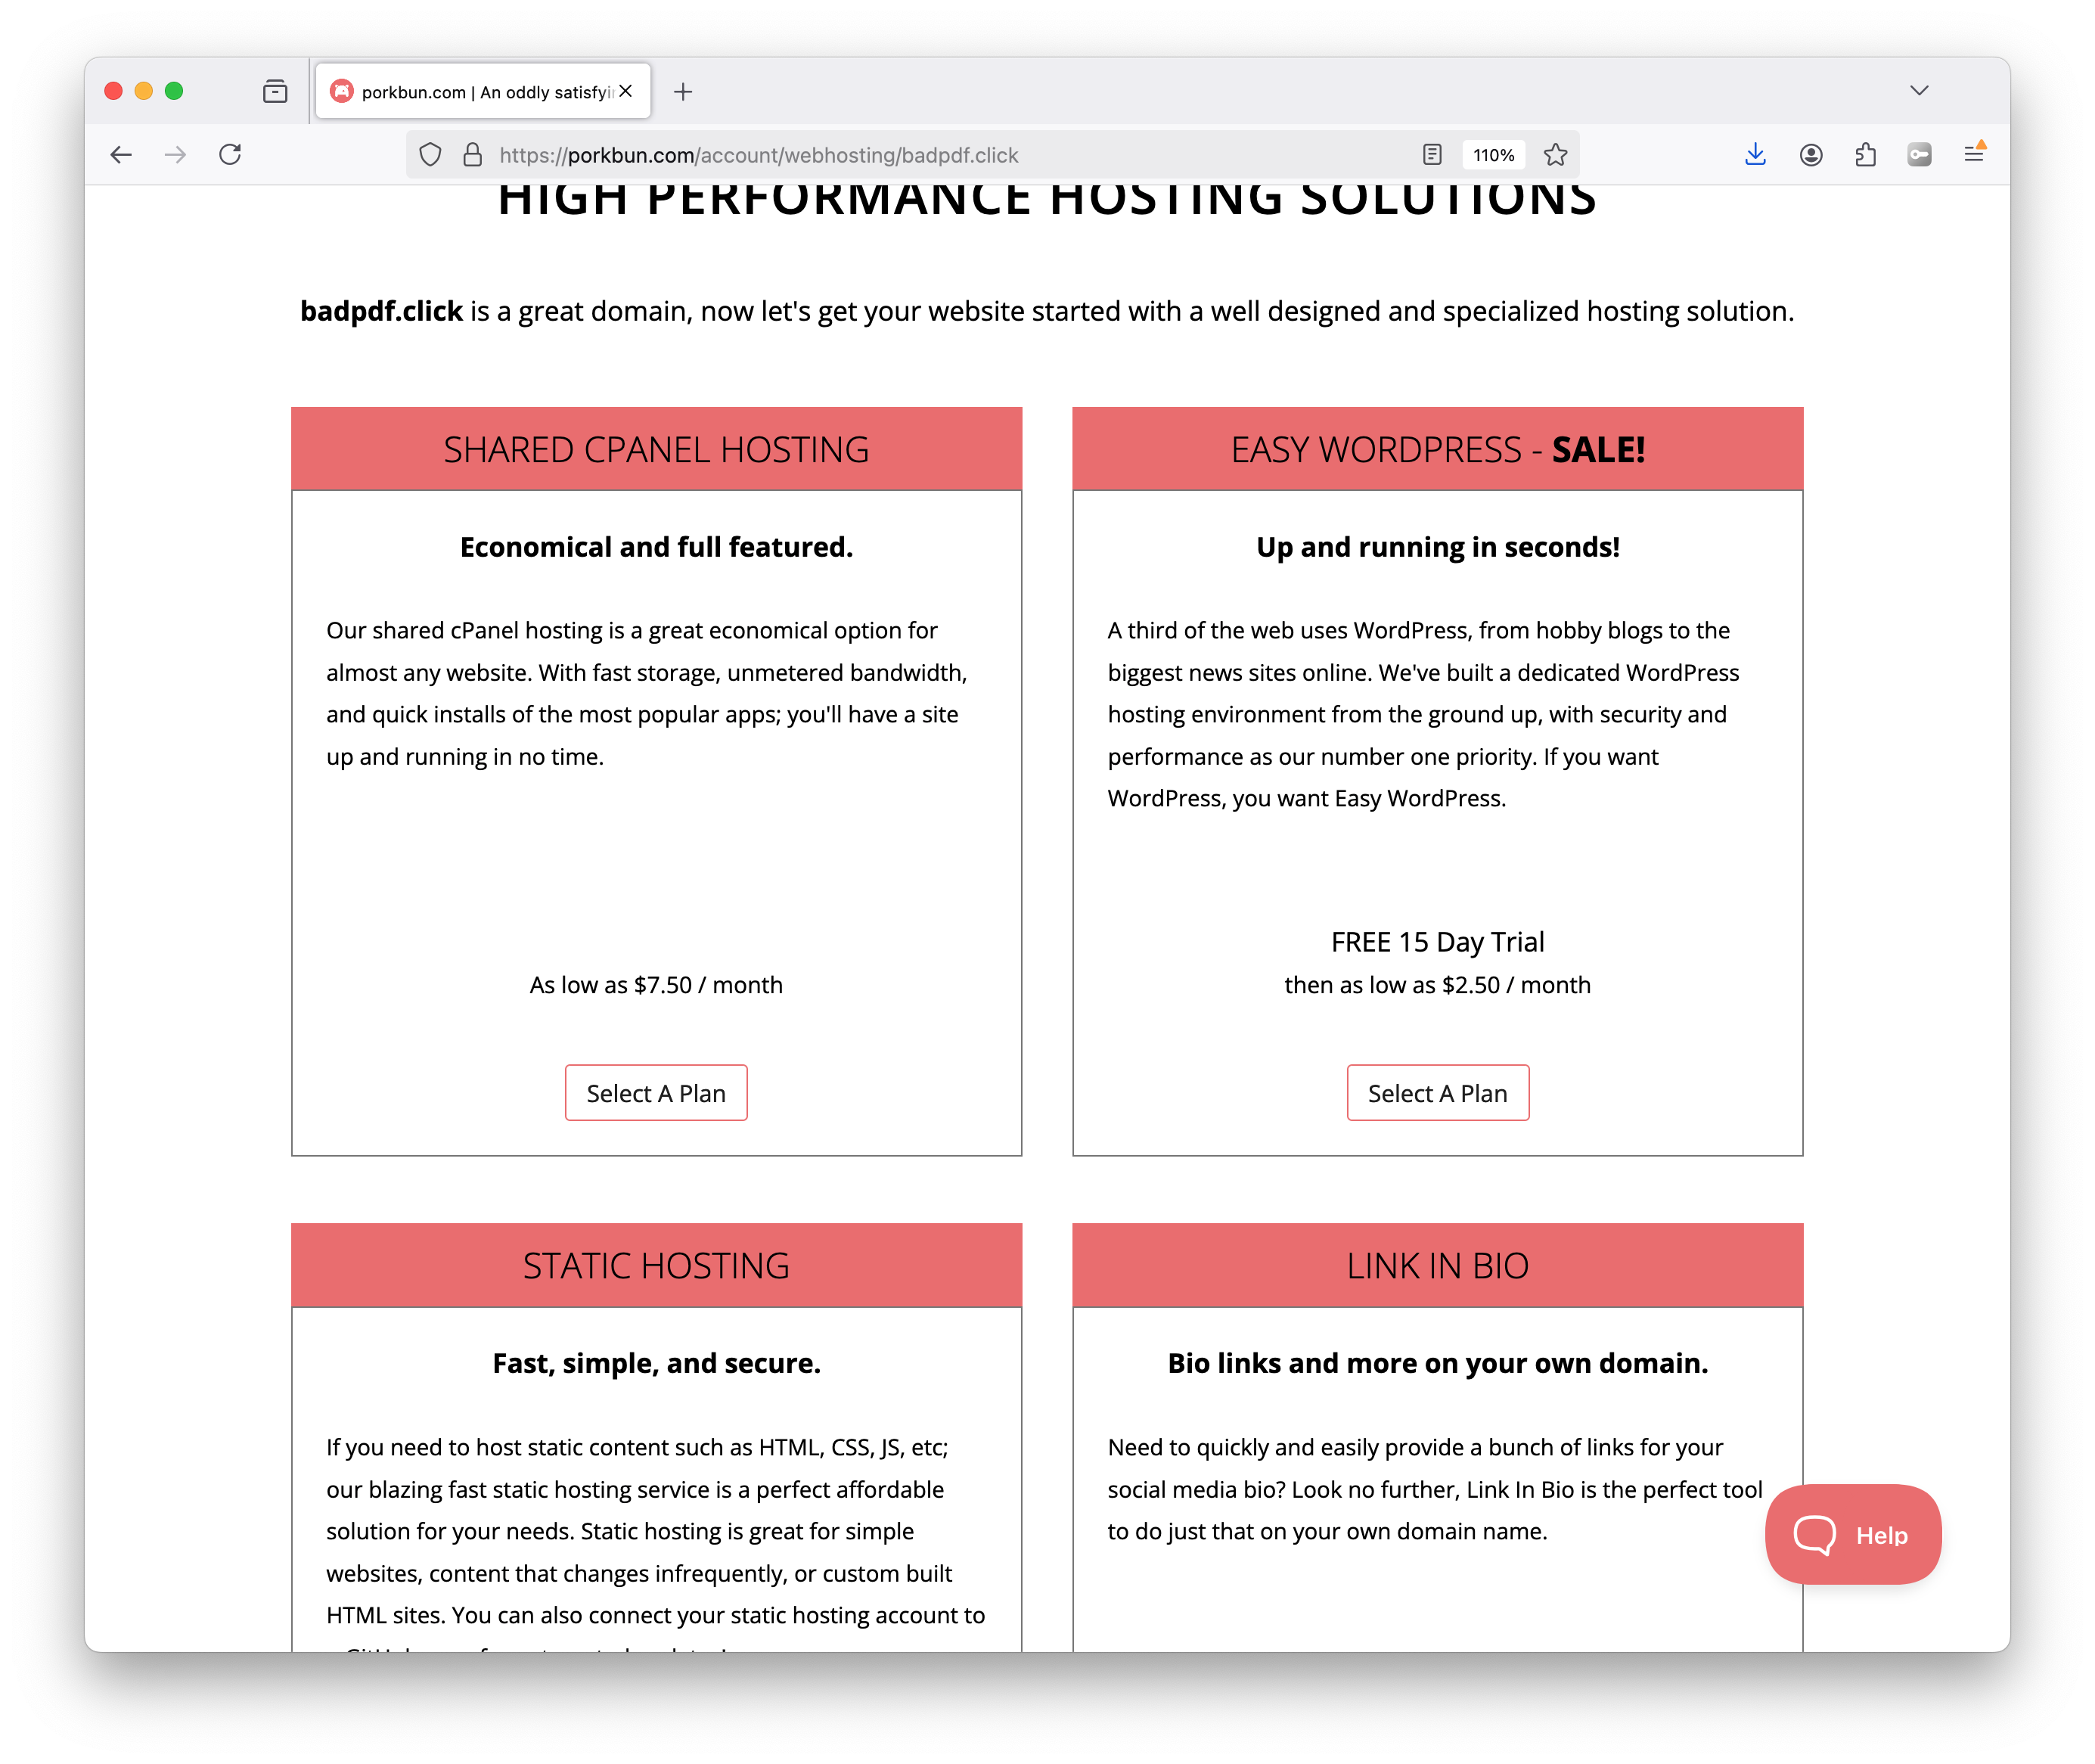 porkbun.com | An oddly satisfyi
https://porkbun.com/account/webhosting/badpdf.click
110%
HIGH PERFORMANCE HOSTING SOLUTIONS
badpdf.click is a great domain, now let's get your website started with a well designed and specialized hosting solution.
SHARED CPANEL HOSTING
Economical and full featured.
Our shared cPanel hosting is a great economical option for
almost any website. With fast storage, unmetered bandwidth,
and quick installs of the most popular apps; you'll have a site
up and running in no time.
As low as $7.50 / month
Select A Plan
EASY WORDPRESS - SALE!
Up and running in seconds!
A third of the web uses WordPress, from hobby blogs to the
biggest news sites online. We've built a dedicated WordPress
hosting environment from the ground up, with security and
performance as our number one priority. If you want
WordPress, you want Easy WordPress.
FREE 15 Day Trial
then as low as $2.50 / month
Select A Plan
STATIC HOSTING
Fast, simple, and secure.
If you need to host static content such as HTML, CSS, JS, etc;
our blazing fast static hosting service is a perfect affordable
solution for your needs. Static hosting is great for simple
websites, content that changes infrequently, or custom built
HTML sites. You can also connect your static hosting account to
LINK IN BIO
Bio links and more on your own domain.
Need to quickly and easily provide a bunch of links for your
social media bio? Look no further, Link In Bio is the perfect tool
to do just that on your own domain name.
Help